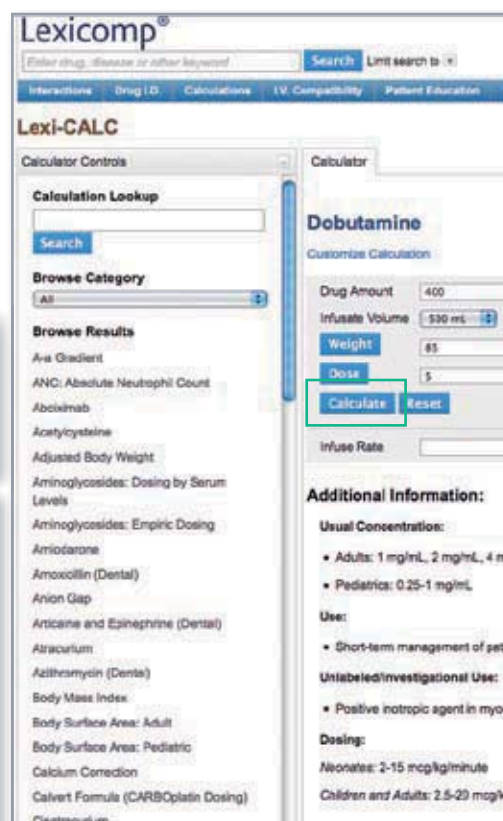 Lexicomp®
Enter drug, disease or other keyword
Search Limit search to
Interactions Drug I.D. Calculations I.V. Compatibility Patient Education
Lexi-CALC
Calculator Controls
Calculation Lookup
Search
Browse Category
All
Browse Results
A-a Gradient
ANC: Absolute Neutrophil Count
Abciximab
Acetylcysteine
Adjusted Body Weight
Aminoglycosides: Dosing by Serum
Levels
Aminoglycosides: Empiric Dosing
Amiodarone
Amoxicillin (Dental)
Anion Gap
Articaine and Epinephrine (Dental)
Atracurium
Azithromycin (Dental)
Body Mass Index
Body Surface Area: Adult
Body Surface Area: Pediatric
Calcium Correction
Calvert Formula (CARBOplatin Dosing)
Calculator
Dobutamine
Customize Calculation
Drug Amount 400
Infusate Volume mL
Weight
Dose 5
Calculate Reset
Infuse Rate
Additional Information:
Usual Concentration:
• Adults: 1 mg/mL, 2 mg/mL, 4 m
• Pediatrics: 0.25-1 mg/mL
Use:
• Short-term management of pat
Unlabeled/Investigational Use:
• Positive inotropic agent in myo
Dosing:
Neonates: 2-15 mcg/kg/minute
Children and Adults: 2.5-20 mcg/k